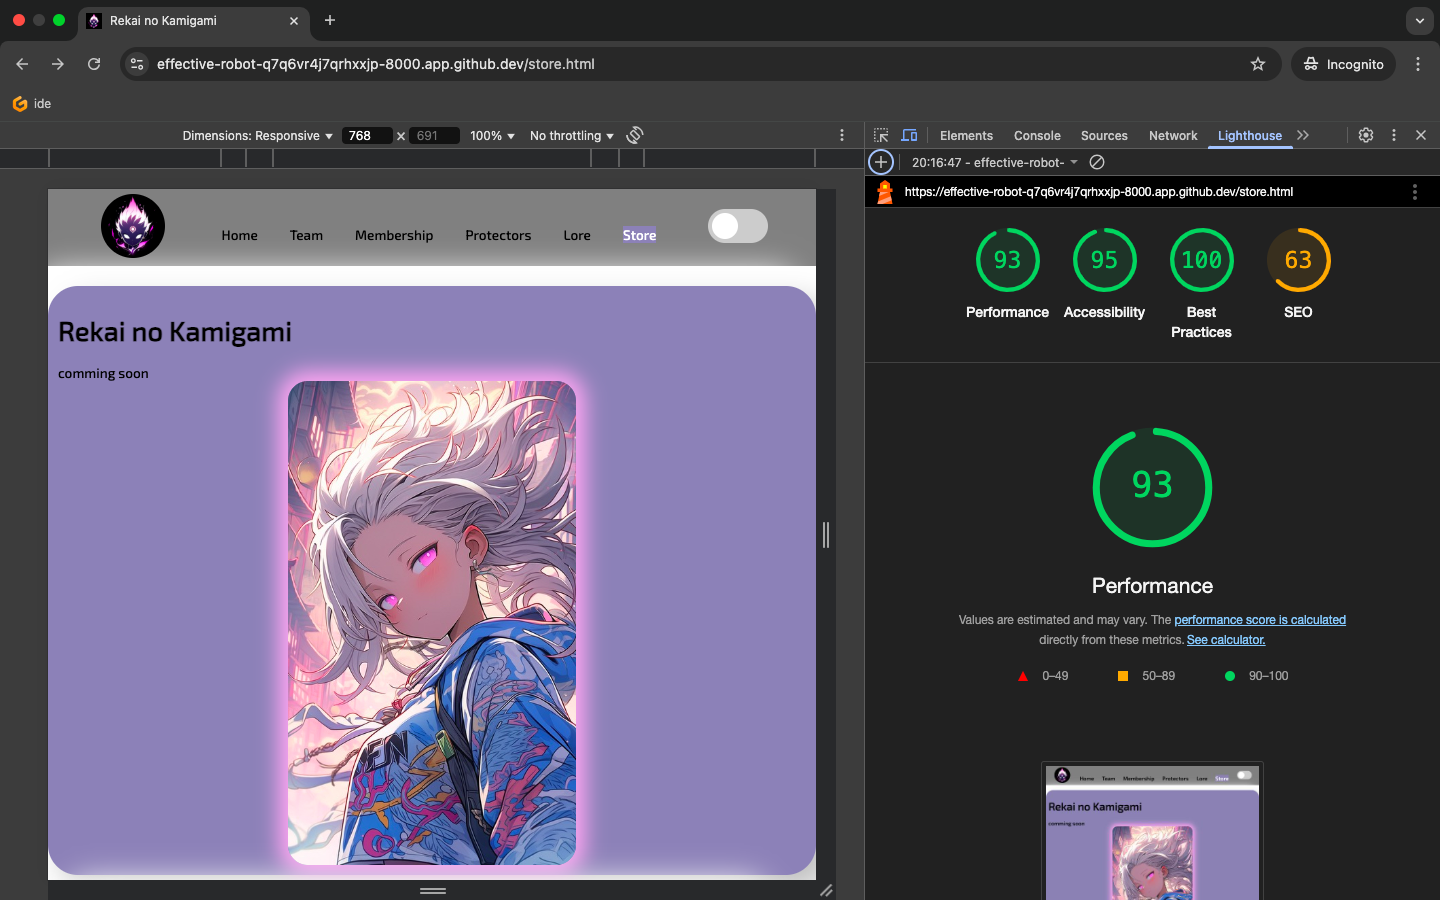 Rekai no Kamigami
effective-robot-q7q6vr4j7qrhxxjp-8000.app.github.dev/store.html
Incognito
ide
Dimensions: Responsive 768 × 691 100% No throttling
Elements Console Sources Network Lighthouse
20:16:47 - effective-robot-
https://effective-robot-q7q6vr4j7qrhxxjp-8000.app.github.dev/store.html
Home Team Membership Protectors Lore Store
Rekai no Kamigami
comming soon
93 95 100 63
Performance Accessibility Best Practices SEO
93
Performance
Values are estimated and may vary. The performance score is calculated
directly from these metrics. See calculator.
0–49 50–89 90–100
Home Team Membership Protectors Lore Store
Rekai no Kamigami
comming soon